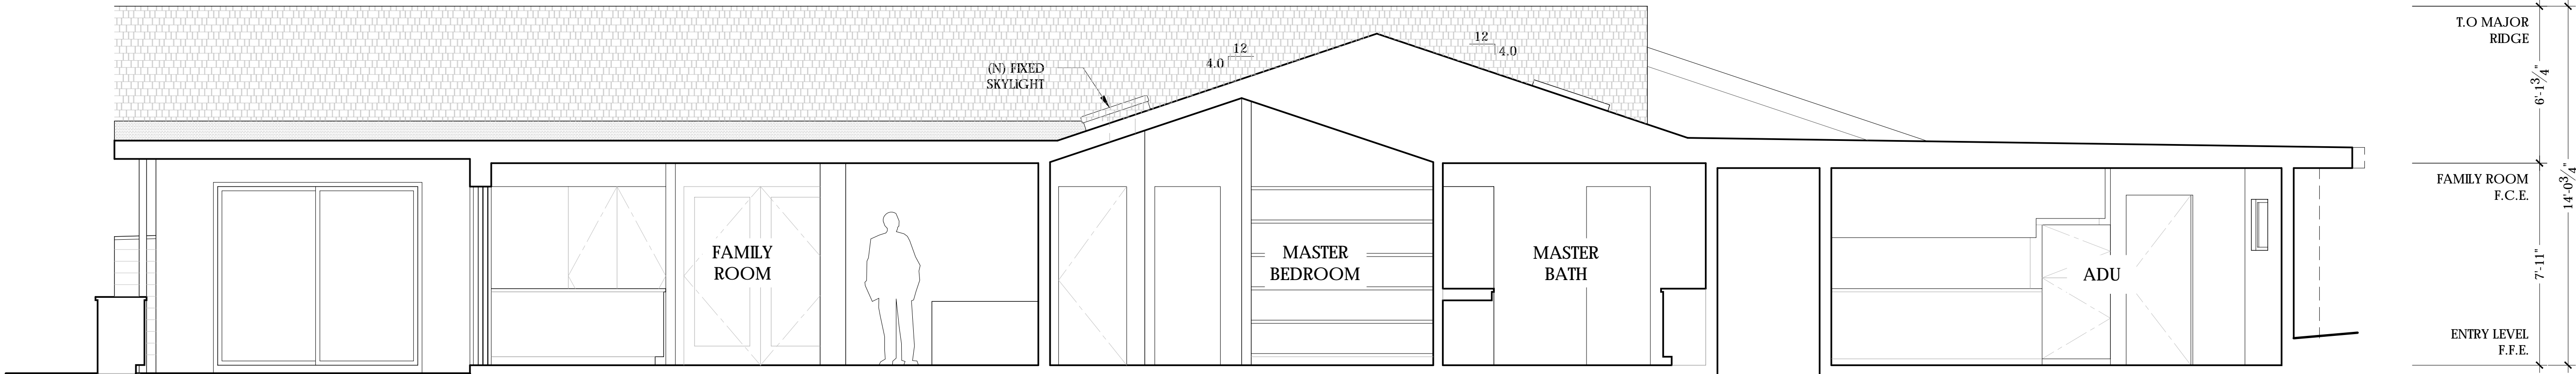 12
4.0
12
4.0
(N) FIXED
SKYLIGHT
FAMILY
ROOM
MASTER
BEDROOM
MASTER
BATH
ADU
T.O MAJOR
RIDGE
6'-1 3/4"
FAMILY ROOM
F.C.E.
14'-0 3/4"
7'-11"
ENTRY LEVEL
F.F.E.